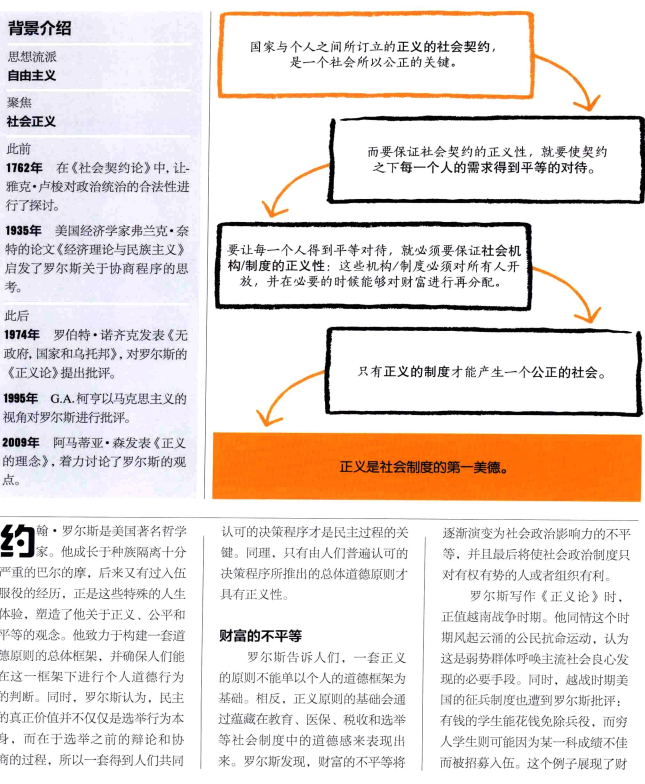 背景介绍
思想流派
自由主义
聚焦
社会正义
此前
1762年 在《社会契约论》中, 让-
雅克•卢梭对政治统治的合法性进
行了探讨。
1935年 美国经济学家弗兰克•奈
特的论文《经济理论与民族主义》
启发了罗尔斯关于协商程序的思
考。
此后
1974年 罗伯特•诺齐克发表《无
政府, 国家和乌托邦》, 对罗尔斯的
《正义论》提出批评。
1995年 G.A. 柯亨以马克思主义的
视角对罗尔斯进行批评。
2009年 阿马蒂亚•森发表《正义
的理念》, 着力讨论了罗尔斯的观
点。
国家与个人之间所订立的正义的社会契约，
是一个社会所以公正的关键。
而要保证社会契约的正义性，就要使契约
之下每一个人的需求得到平等的对待。
要让每一个人得到平等对待，就必须要保证社会机
构/制度的正义性：这些机构/制度必须对所有人开
放，并在必要的时候能够对财富进行再分配。
只有正义的制度才能产生一个公正的社会。
正义是社会制度的第一美德。
约翰•罗尔斯是美国著名哲学
家。他成长于种族隔离十分
严重的巴尔的摩，后来又有过入伍
服役的经历，正是这些特殊的人生
体验，塑造了他关于正义、公平和
平等的观念。他致力于构建一套道
德原则的总体框架，并确保人们能
在这一框架下进行个人道德行为
的判断。同时，罗尔斯认为，民主
的真正价值并不仅仅是选举行为本
身，而在于选举之前的辩论和协
商的过程，所以一套得到人们共同
认可的决策程序才是民主过程的关
键。同理，只有由人们普遍认可的
决策程序所推出的总体道德原则才
具有正义性。
财富的不平等
罗尔斯告诉人们，一套正义
的原则不能单以个人的道德框架为
基础。相反，正义原则的基础会通
过蕴藏在教育、医保、税收和选举
等社会制度中的道德感来表现出
来。罗尔斯发现，财富的不平等将
逐渐演变为社会政治影响力的不平
等，并且最后将使社会政治制度只
对有权有势的人或者组织有利。
罗尔斯写作《正义论》时，
正值越南战争时期。他同情这个时
期风起云涌的公民抗命运动，认为
这是弱势群体呼唤主流社会良心发
现的必要手段。同时，越战时期美
国的征兵制度也遭到罗尔斯批评：
有钱的学生能花钱免除兵役，而穷
人学生则可能因为某一科成绩不佳
而被招募入伍。这个例子展现了财